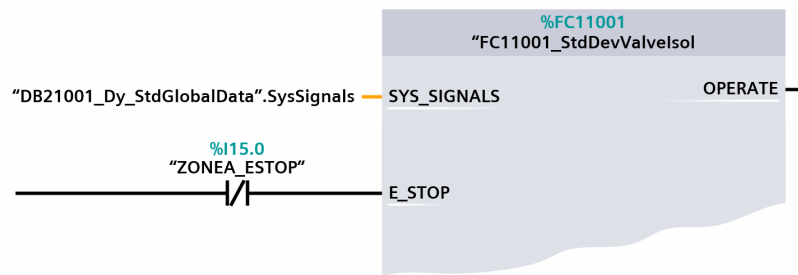 %FC11001
“FC11001_StdDevValveIsol
“DB21001_Dy_StdGlobalData”.SysSignals
SYS_SIGNALS
OPERATE
%I15.0
“ZONEA_ESTOP”
E_STOP